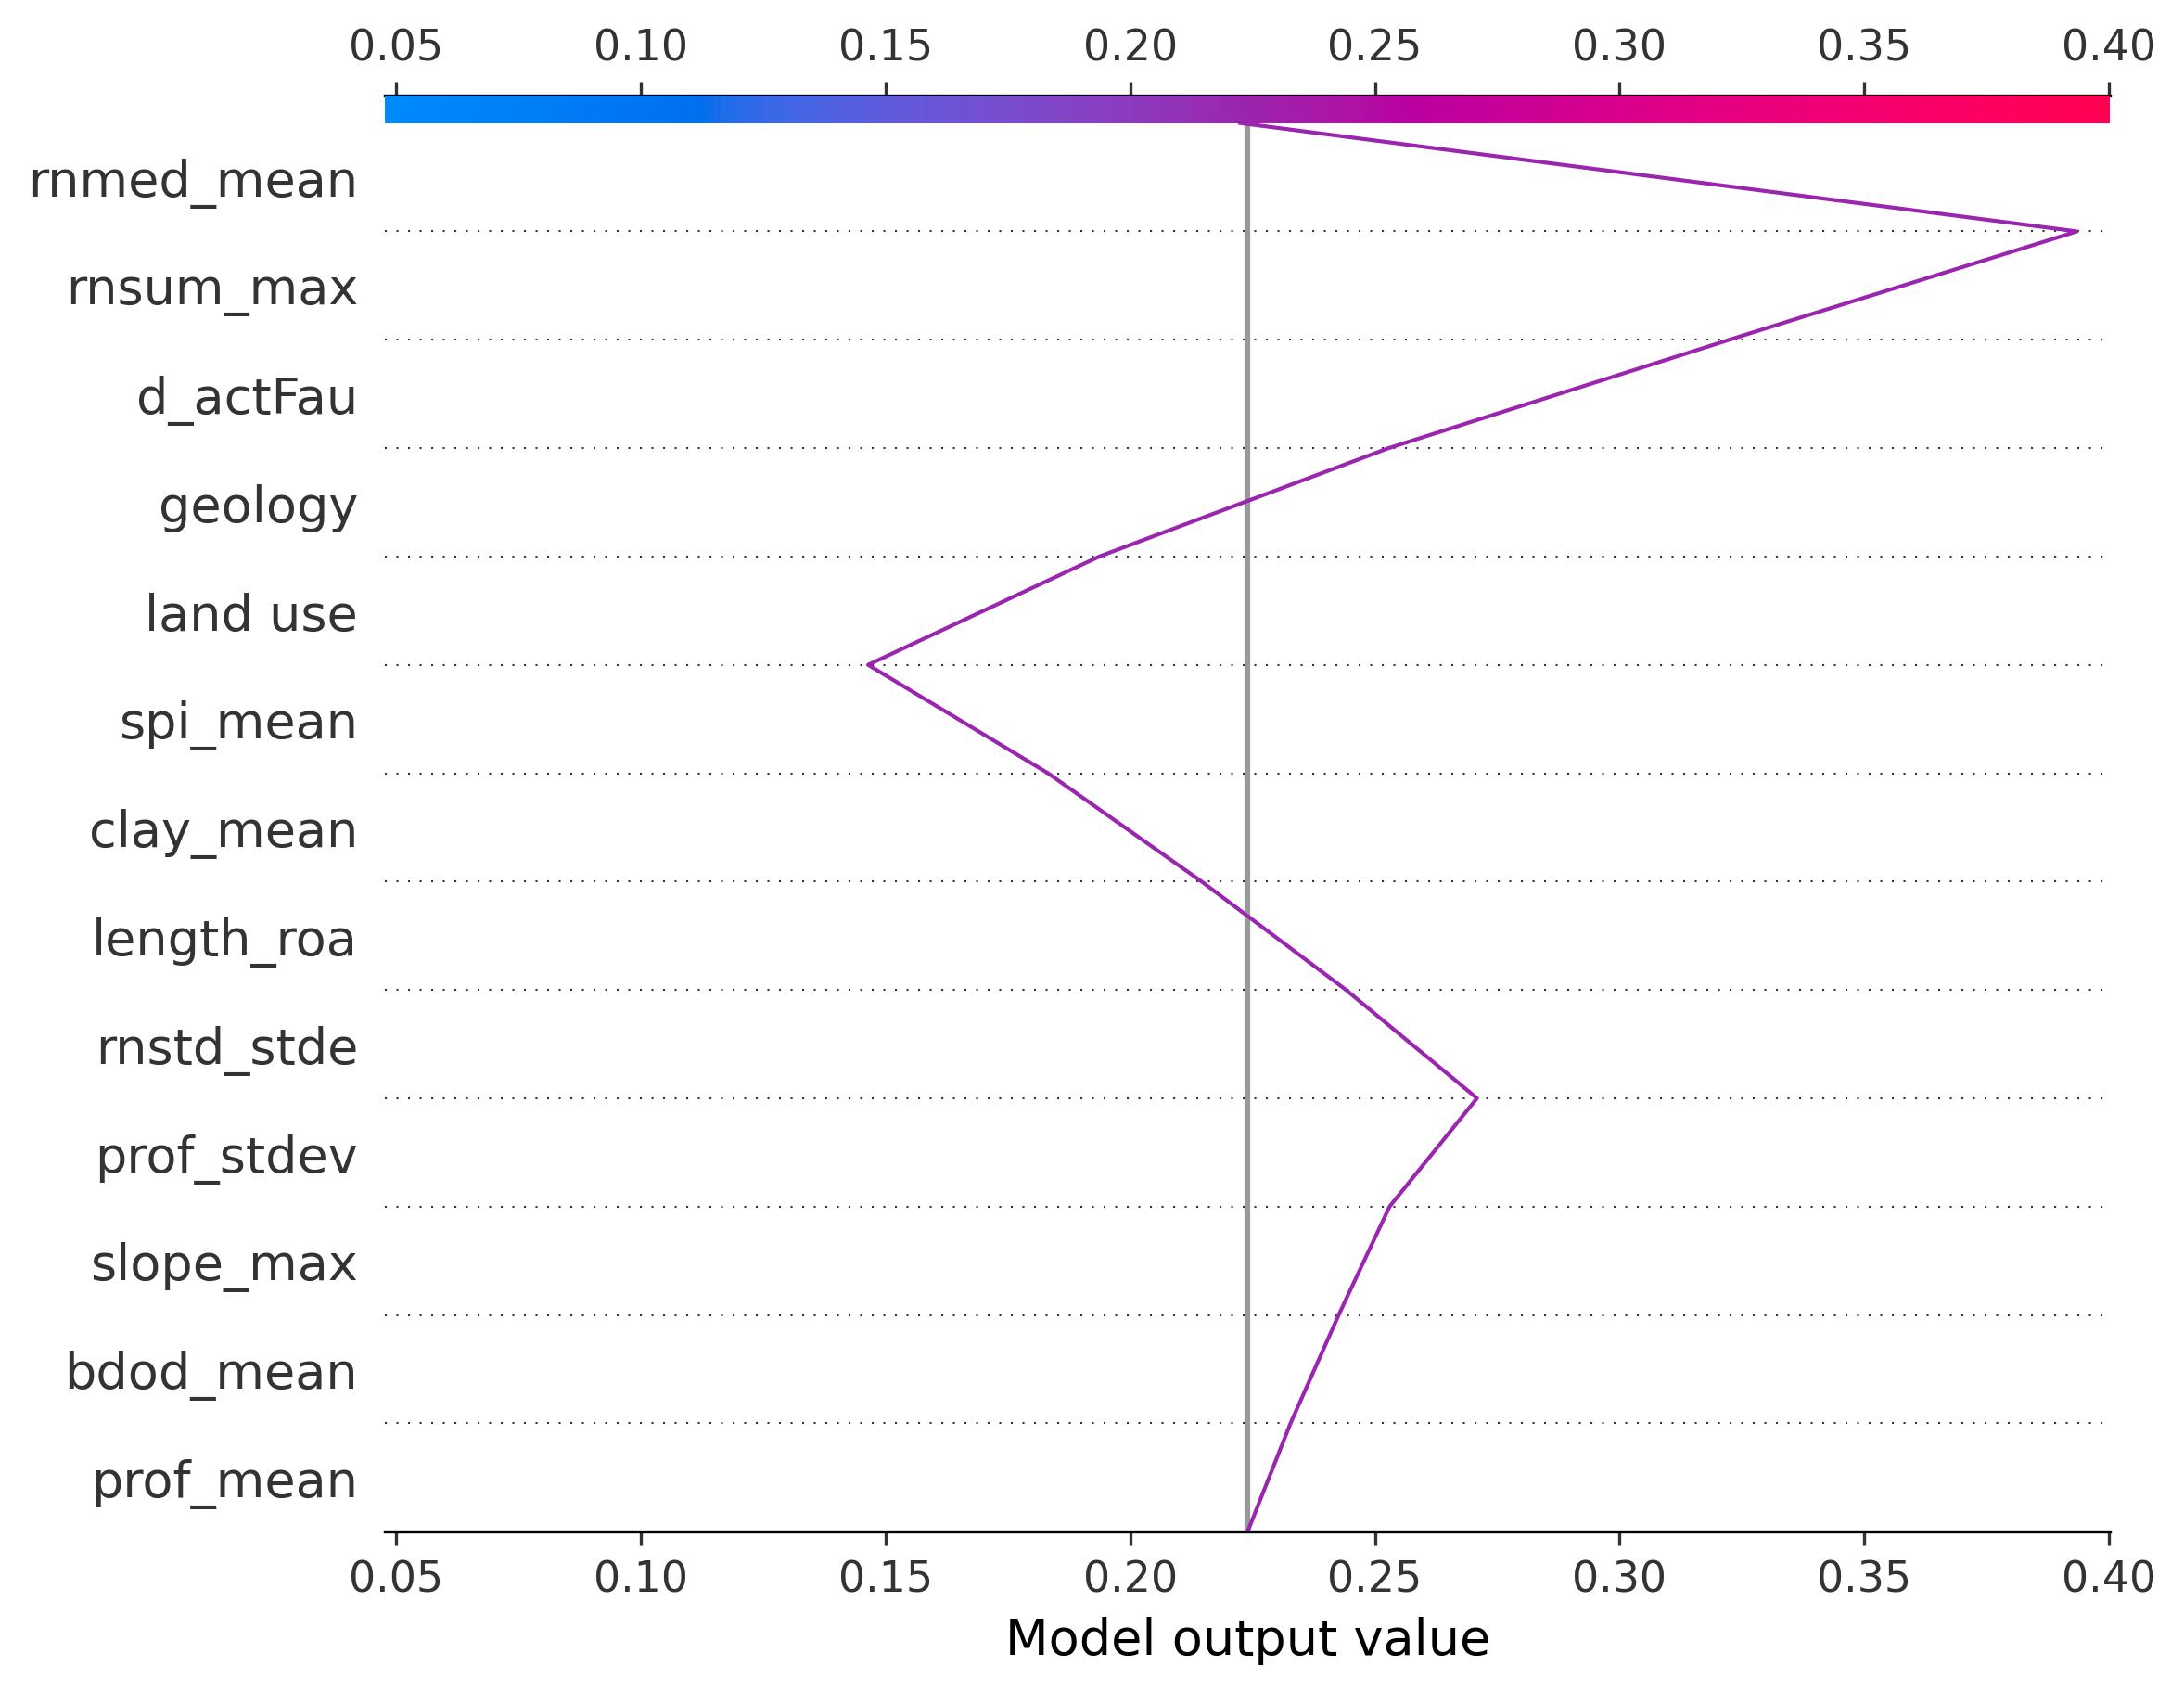 0.05 0.10 0.15 0.20 0.25 0.30 0.35 0.40
rnmed_mean
rnsum_max
d_actFau
geology
land use
spi_mean
clay_mean
length_roa
rnstd_stde
prof_stdev
slope_max
bdod_mean
prof_mean
0.05 0.10 0.15 0.20 0.25 0.30 0.35 0.40
Model output value